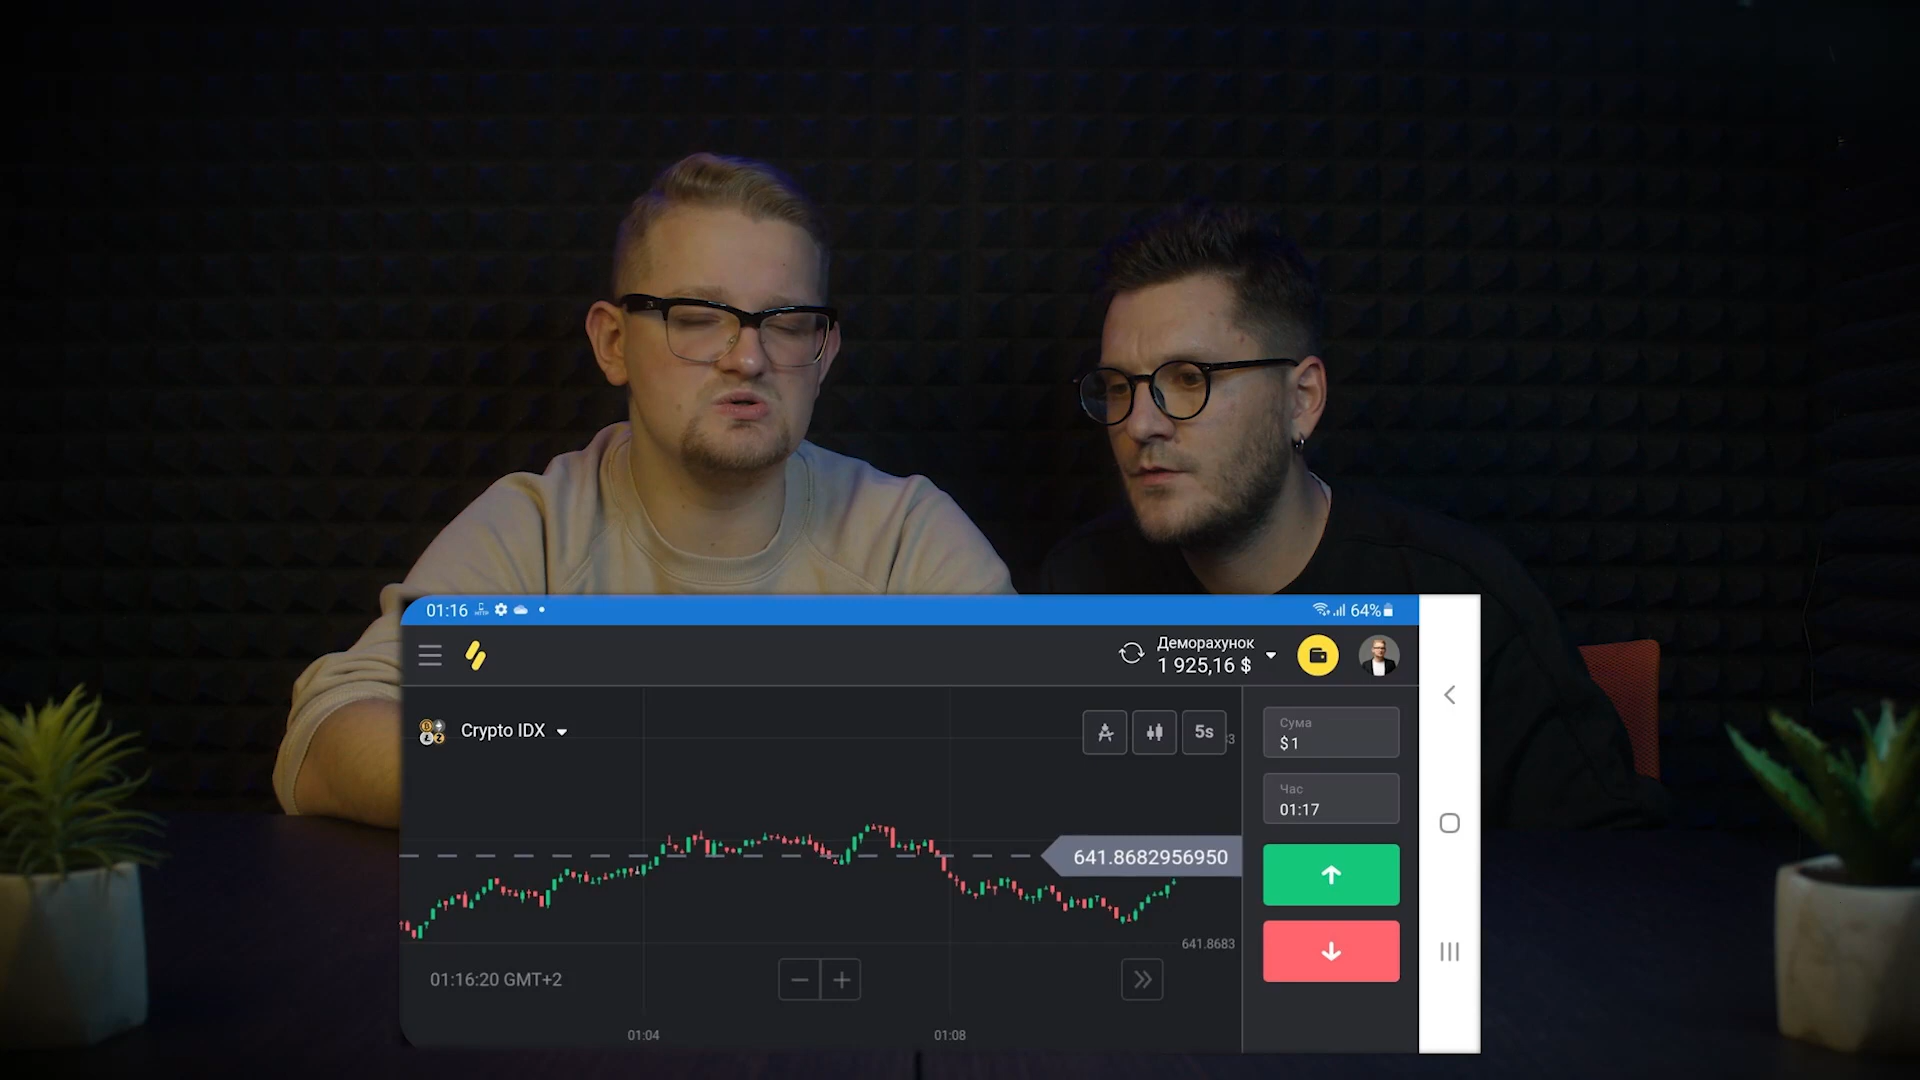 01:16
64%
Деморахунок
1 925,16 $
Crypto IDX
5s
Сума
$1
Час
01:17
641.8682956950
641.8683
01:16:20 GMT+2
01:04
01:08